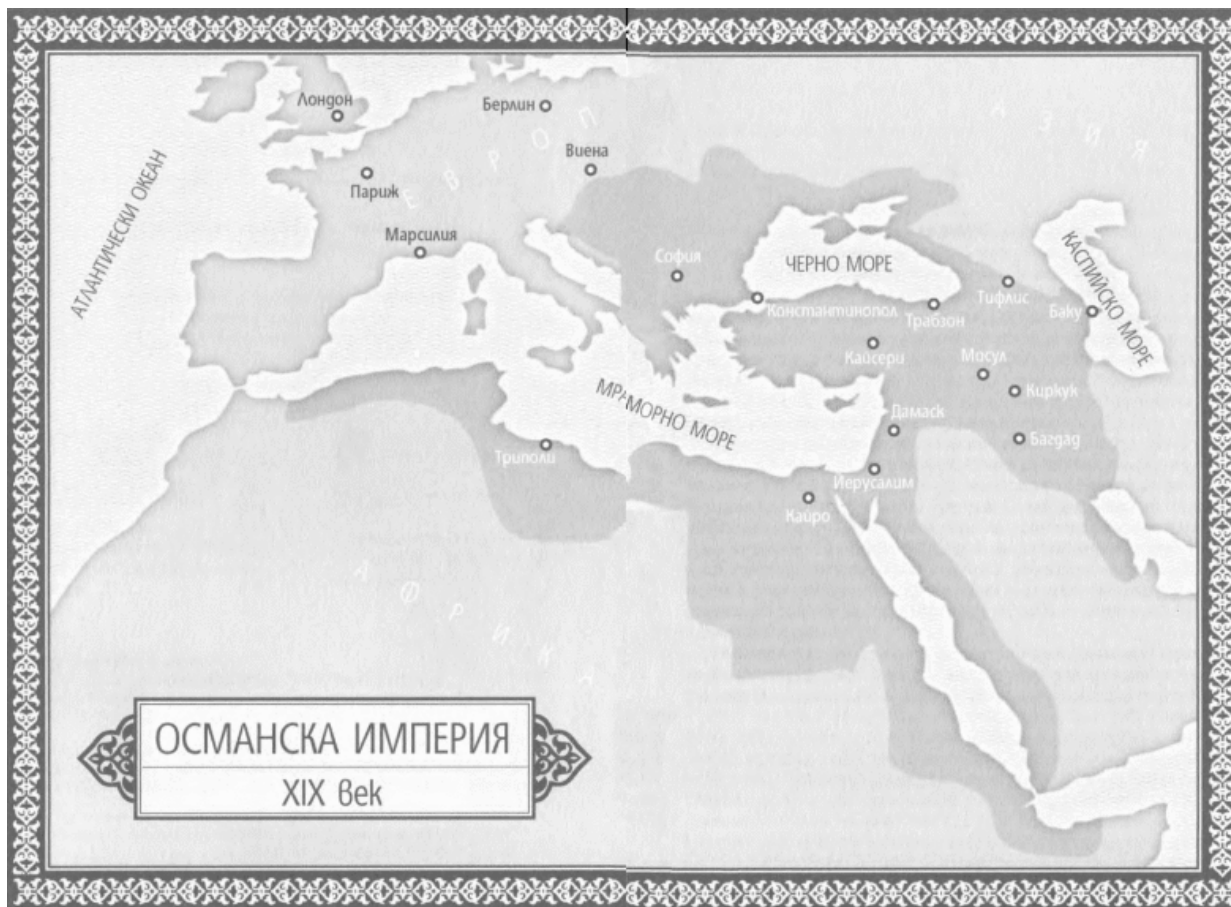 Лондон
Берлин
Виена
Париж
ЕВРОП
АЗИЯ
АТЛАНТИЧЕСКИ ОКЕАН
Марсилия
София
ЧЕРНО МОРЕ
КАСПИЙСКО МОРЕ
Константинопол
Трабзон
Тифлис
Баку
Кайсери
Мосул
Киркук
МРАМОРНО МОРЕ
Дамаск
Багдад
Триполи
Йерусалим
Кайро
АФРИКА
ОСМАНСКА ИМПЕРИЯ
XIX век